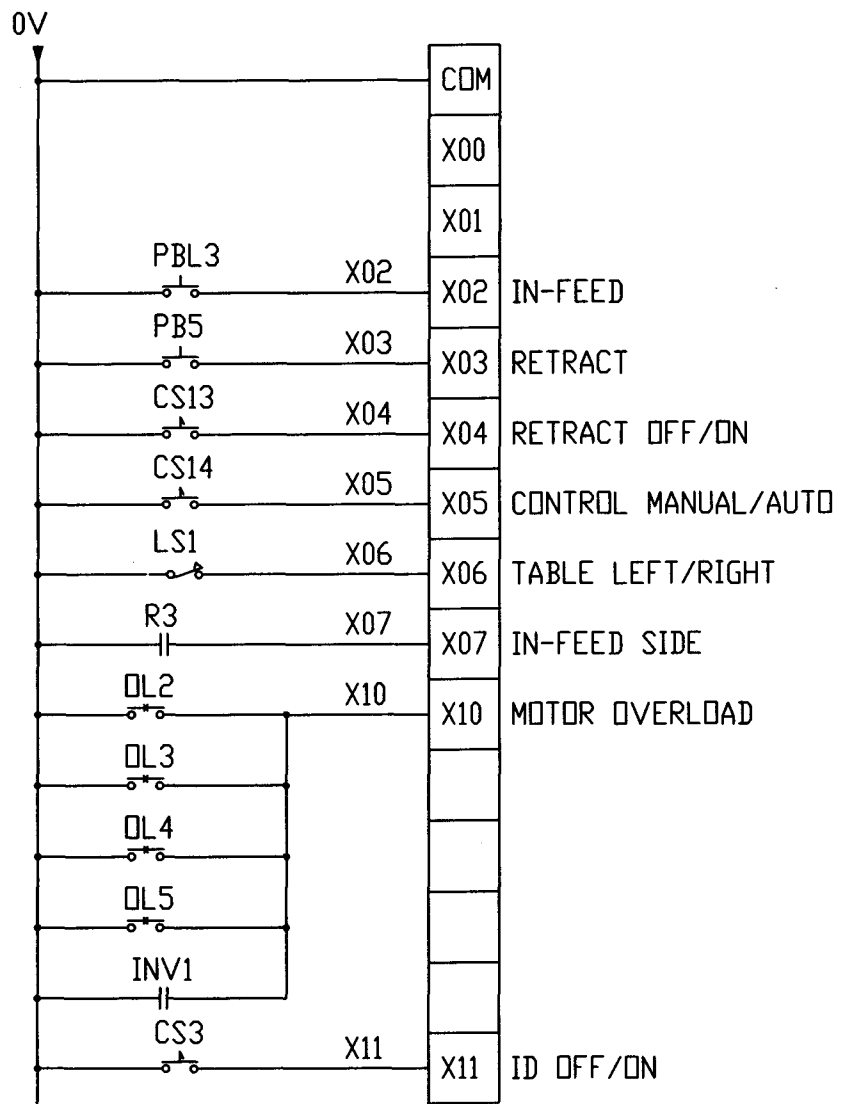 0V
COM
X00
X01
PBL3 X02 X02 IN-FEED
PB5 X03 X03 RETRACT
CS13 X04 X04 RETRACT OFF/ON
CS14 X05 X05 CONTROL MANUAL/AUTO
LS1 X06 X06 TABLE LEFT/RIGHT
R3 X07 X07 IN-FEED SIDE
OL2 X10 X10 MOTOR OVERLOAD
OL3
OL4
OL5
INV1
CS3 X11 X11 ID OFF/ON